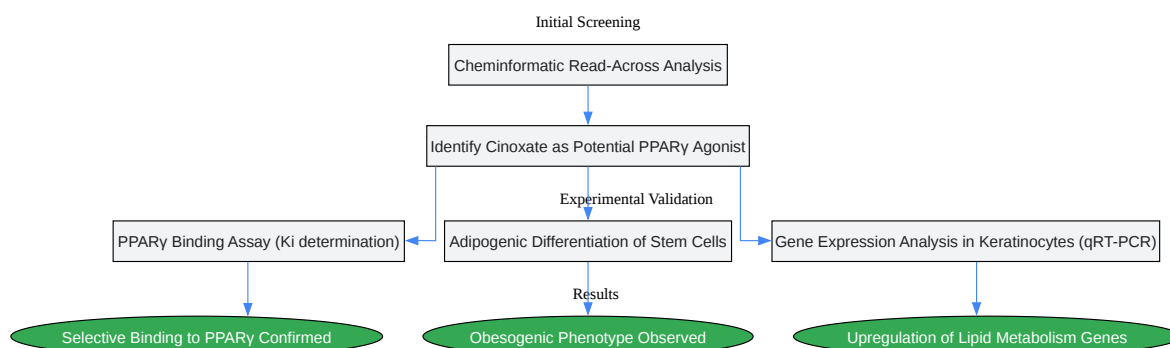 Initial Screening
Cheminformatic Read-Across Analysis
Identify Cinoxate as Potential PPARγ Agonist
Experimental Validation
PPARγ Binding Assay (Ki determination)
Adipogenic Differentiation of Stem Cells
Gene Expression Analysis in Keratinocytes (qRT-PCR)
Results
Selective Binding to PPARγ Confirmed
Obesogenic Phenotype Observed
Upregulation of Lipid Metabolism Genes